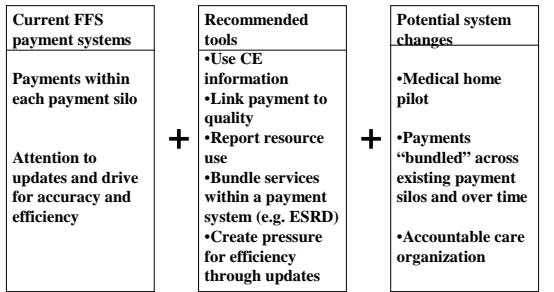 Current FFS
payment systems
Payments within
each payment silo
Attention to
updates and drive
for accuracy and
efficiency
+
Recommended
tools
•Use CE
information
•Link payment to
quality
•Report resource
use
•Bundle services
within a payment
system (e.g. ESRD)
•Create pressure
for efficiency
through updates
+
Potential system
changes
•Medical home
pilot
•Payments
“bundled” across
existing payment
silos and over time
•Accountable care
organization